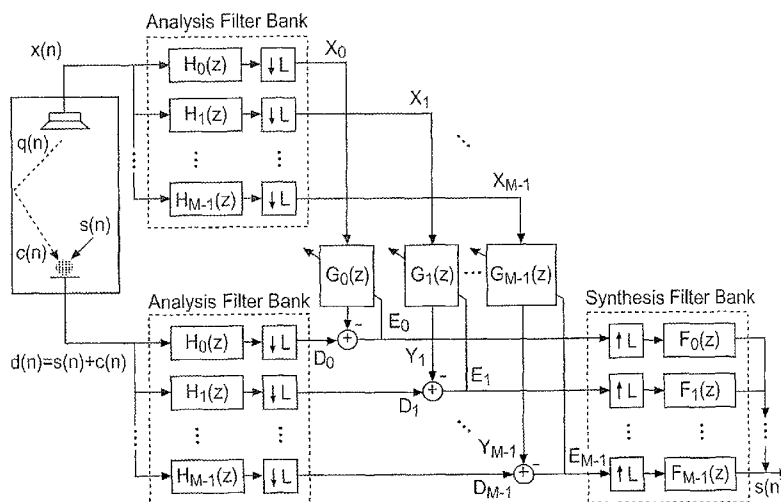 Analysis Filter Bank
x(n)
H0(z)
↓L
X0
H1(z)
↓L
X1
⋮
⋮
⋱
HM-1(z)
↓L
XM-1
q(n)
s(n)
c(n)
G0(z)
G1(z)
...
GM-1(z)
Analysis Filter Bank
Synthesis Filter Bank
d(n)=s(n)+c(n)
H0(z)
↓L
D0
-
+
E0
↑L
F0(z)
H1(z)
↓L
D1
Y1
-
+
E1
↑L
F1(z)
⋮
⋮
⋱
⋮
⋮
HM-1(z)
↓L
DM-1
YM-1
-
+
EM-1
↑L
FM-1(z)
s(n